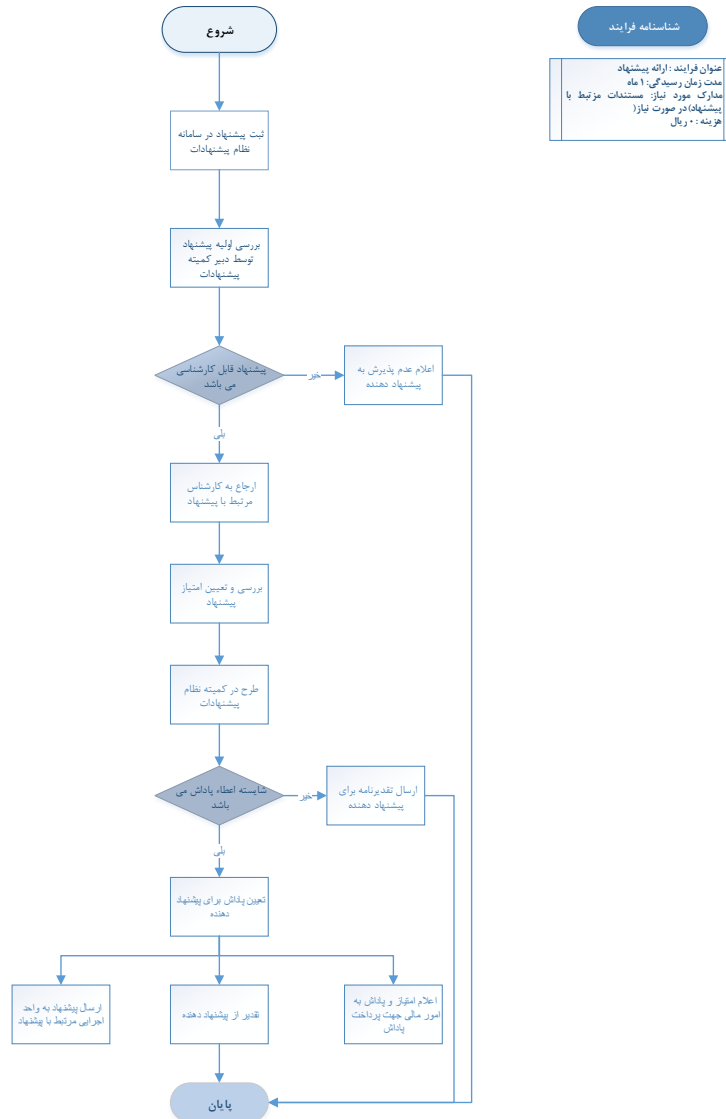 شروع
شناسنامه فرایند
عنوان فرایند : ارائه پیشنهاد
مدت زمان رسیدگی: ۱ ماه
مدارک مورد نیاز: مستندات مرتبط با
پیشنهاد) در صورت نیاز(
هزینه : ۰ ریال
ثبت پیشنهاد در سامانه
نظام پیشنهادات
بررسی اولیه پیشنهاد
توسط دبیر کمیته
پیشنهادات
پیشنهاد قابل کارشناسی
می باشد
خیر
اعلام عدم پذیرش به
پیشنهاد دهنده
بلی
ارجاع به کارشناس
مرتبط با پیشنهاد
بررسی و تعیین امتیاز
پیشنهاد
طرح در کمیته نظام
پیشنهادات
شایسته اعطاء پاداش می
باشد
خیر
ارسال تقدیرنامه برای
پیشنهاد دهنده
بلی
تعیین پاداش برای پیشنهاد
دهنده
اعلام امتیاز و پاداش به
امور مالی جهت پرداخت
پاداش
تقدیر از پیشنهاد دهنده
ارسال پیشنهاد به واحد
اجرایی مرتبط با پیشنهاد
پایان